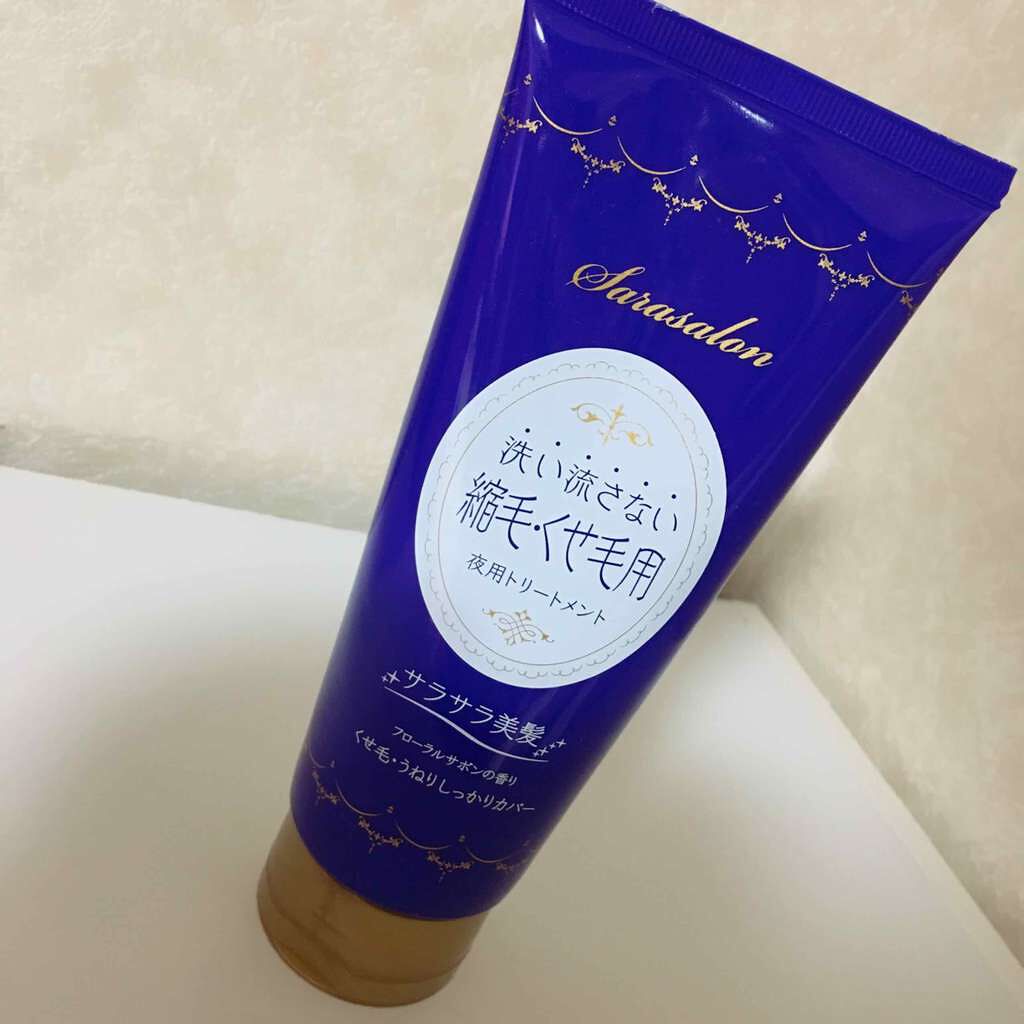 Sarasalon
洗い流さない
縮毛・くせ毛用
夜用トリートメント
サラサラ美髪
フローラルサボンの香り
くせ毛・うねりしっかりカバー